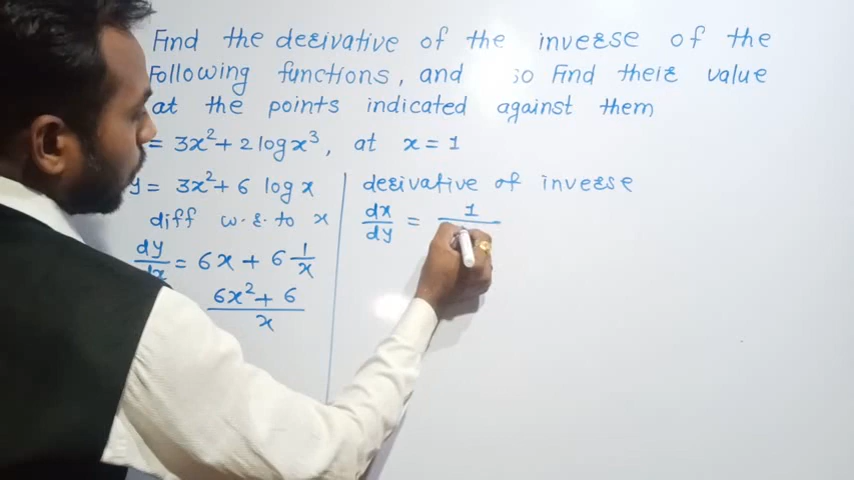 Find the derivative of the inverse of the
Following functions, and so Find their value
at the points indicated against them
= 3x² + 2 log x³, at x = 1
y = 3x² + 6 log x
diff w.r.to x
dy/dx = 6x + 6 1/x
6x² + 6 / x
derivative of inverse
dx/dy = 1